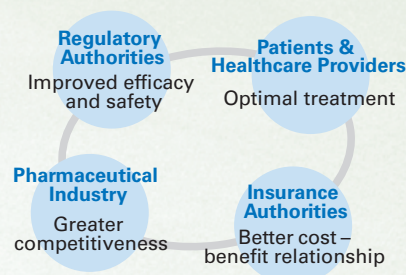 Regulatory
Authorities
Improved efficacy
and safety
Patients &
Healthcare Providers
Optimal treatment
Pharmaceutical
Industry
Greater
competitiveness
Insurance
Authorities
Better cost–
benefit relationship